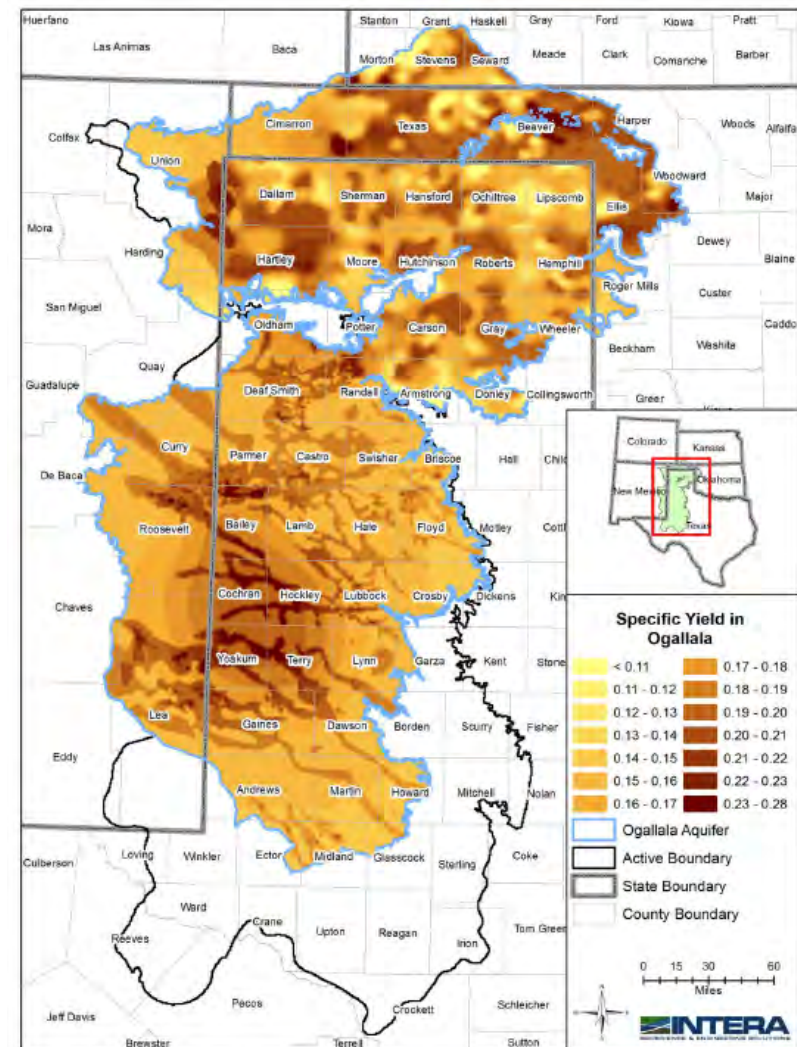 Huerfano
Stanton Grant Haskell Gray Ford Kiowa Pratt
Las Animas Baca
Morton Stevens Seward Meade Clark Comanche Barber
Colfax Cimarron Texas Beaver Harper Woods Alfalfa
Union
Woodward
Dallam Sherman Hansford Ochiltree Lipscomb Ellis Major
Mora
Harding Dewey
Hartley Moore Hutchinson Roberts Hemphill Blaine
Roger Mills Custer
San Miguel
Oldham Potter Carson Gray Wheeler Caddo
Beckham Washita
Quay
Guadalupe Deaf Smith Randall Armstrong Donley Collingsworth Greer
Curry Parmer Castro Swisher Briscoe Hall
De Baca
Roosevelt Bailey Lamb Hale Floyd Motley
Cochran Hockley Lubbock Crosby Dickens
Chaves
Yoakum Terry Lynn Garza Kent
Lea
Gaines Dawson Borden Scurry Fisher
Eddy
Andrews Martin Howard Mitchell Nolan
Culberson Loving Winkler Ector Midland Glasscock Sterling Coke
Ward
Reeves Crane Upton Reagan Irion Tom Green
Jeff Davis Pecos Crockett Schleicher
Brewster Terrell Sutton
Colorado Kansas
New Mexico Oklahoma
Texas
Specific Yield in
Ogallala
< 0.11 0.17 - 0.18
0.11 - 0.12 0.18 - 0.19
0.12 - 0.13 0.19 - 0.20
0.13 - 0.14 0.20 - 0.21
0.14 - 0.15 0.21 - 0.22
0.15 - 0.16 0.22 - 0.23
0.16 - 0.17 0.23 - 0.28
Ogallala Aquifer
Active Boundary
State Boundary
County Boundary
0 15 30 60
Miles
INTERA